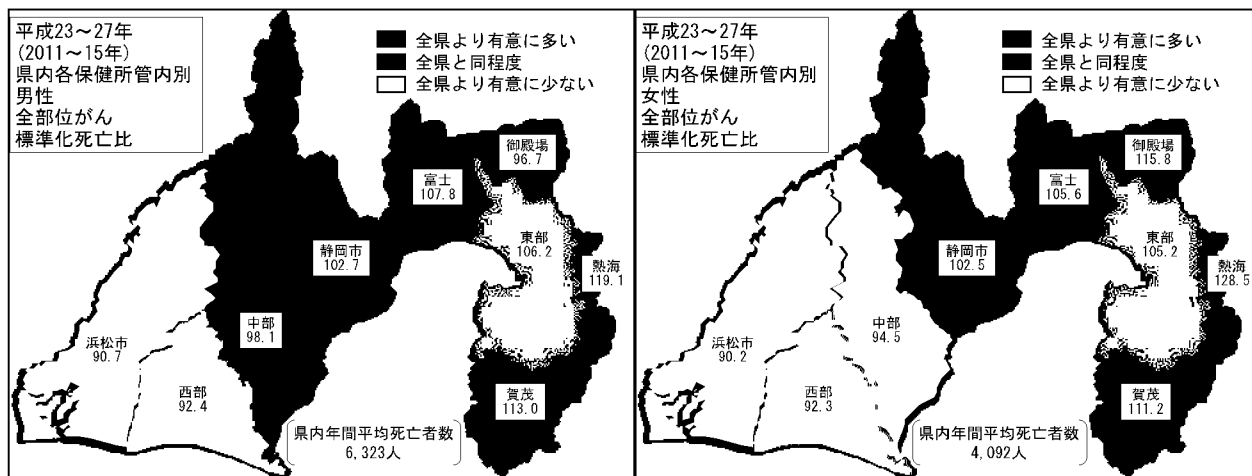 平成23～27年
(2011～15年)
県内各保健所管内別
男性
全部位がん
標準化死亡比
全県より有意に多い
全県と同程度
全県より有意に少ない
御殿場
96.7
富士
107.8
東部
106.2
静岡市
102.7
熱海
119.1
中部
98.1
浜松市
90.7
西部
92.4
賀茂
113.0
県内年間平均死亡者数
6,323人
平成23～27年
(2011～15年)
県内各保健所管内別
女性
全部位がん
標準化死亡比
全県より有意に多い
全県と同程度
全県より有意に少ない
御殿場
115.8
富士
105.6
東部
105.2
静岡市
102.5
熱海
128.5
中部
94.5
浜松市
90.2
西部
92.3
賀茂
111.2
県内年間平均死亡者数
4,092人